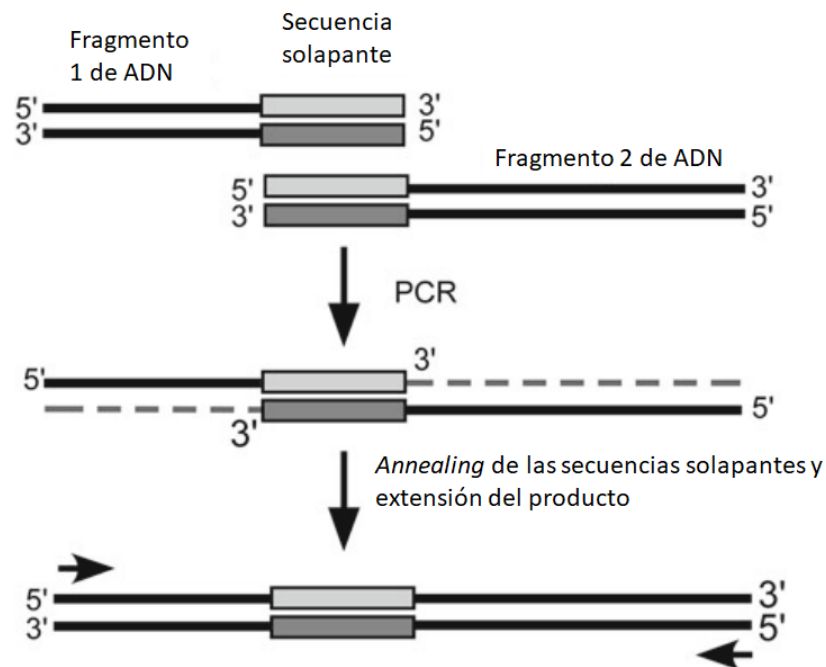 Fragmento
1 de ADN
Secuencia
solapante
5' 3'
3' 5'
Fragmento 2 de ADN
5' 3'
3' 5'
PCR
5' 3'
3' 5'
Annealing de las secuencias solapantes y
extensión del producto
5' 3'
3' 5'